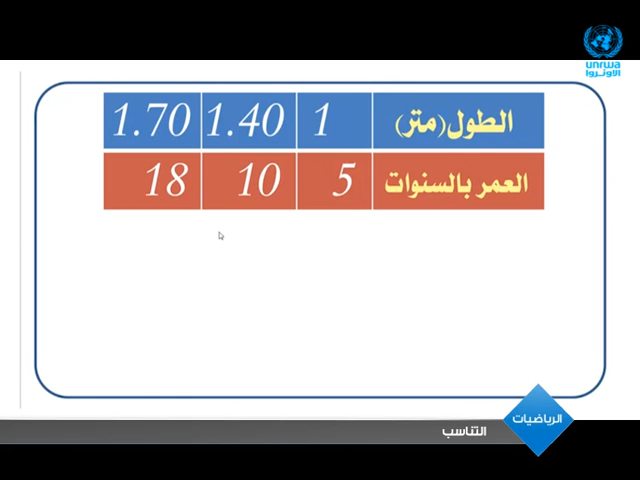 unrwa
الأونروا
الطول(متر) 1 1.40 1.70
العمر بالسنوات 5 10 18
الرياضيات
التناسب